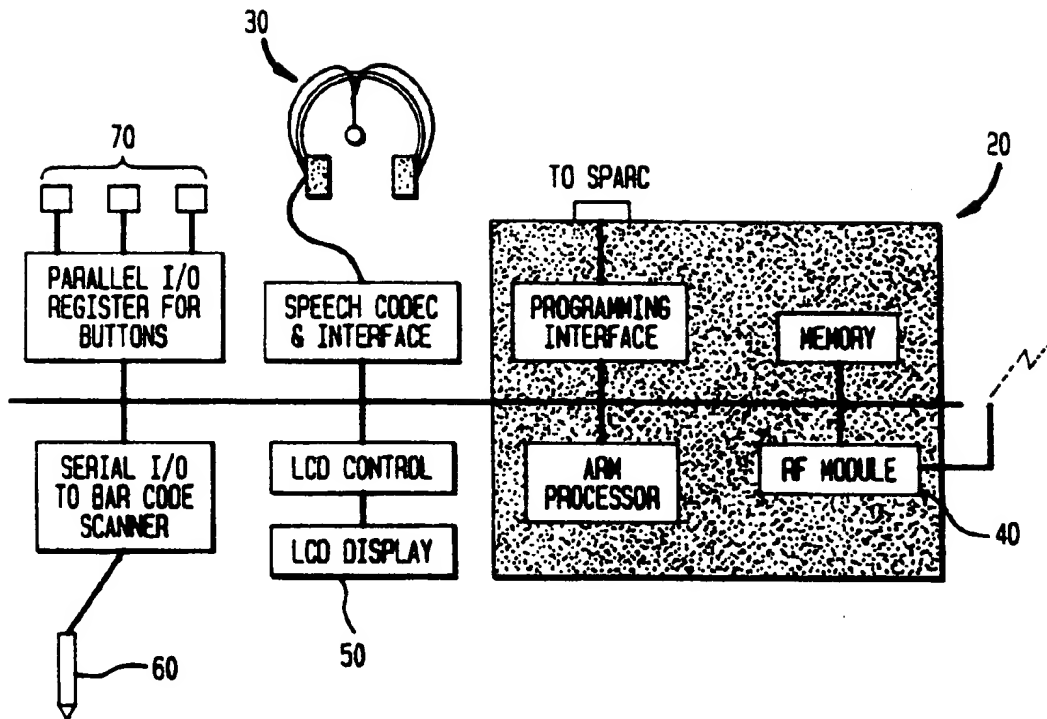 30
70
20
TO SPARC
PARALLEL I/O
REGISTER FOR
BUTTONS
SPEECH CODEC
& INTERFACE
PROGRAMMING
INTERFACE
MEMORY
SERIAL I/O
TO BAR CODE
SCANNER
LCD CONTROL
ARM
PROCESSOR
RF MODULE
LCD DISPLAY
40
50
60